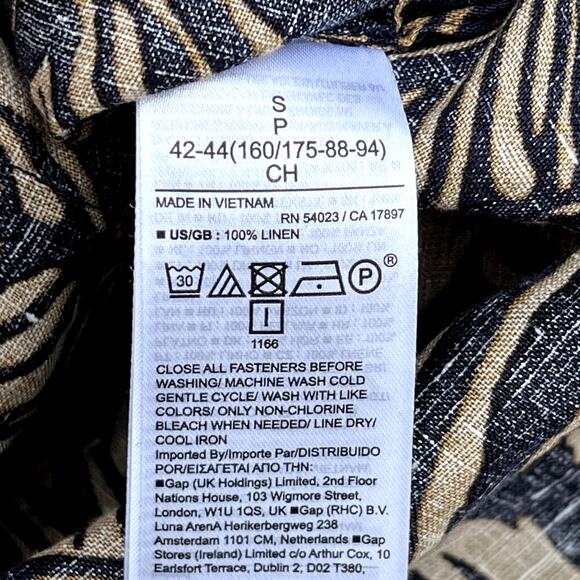 S
P
42-44(160/175-88-94)
CH
MADE IN VIETNAM
RN 54023 / CA 17897
■ US/GB : 100% LINEN
30
P ®
1166
CLOSE ALL FASTENERS BEFORE
WASHING/ MACHINE WASH COLD
GENTLE CYCLE/ WASH WITH LIKE
COLORS/ ONLY NON-CHLORINE
BLEACH WHEN NEEDED/ LINE DRY/
COOL IRON
Imported By/Importe Par/DISTRIBUIDO
POR/ΕΙΣΑΓΕΤΑΙ ΑΠΟ ΤΗΝ:
■Gap (UK Holdings) Limited, 2nd Floor
Nations House, 103 Wigmore Street,
London, W1U 1QS, UK ■Gap (RHC) B.V.
Luna ArenA Herikerbergweg 238
Amsterdam 1101 CM, Netherlands ■Gap
Stores (Ireland) Limited c/o Arthur Cox, 10
Earlsfort Terrace, Dublin 2, D02 T380,